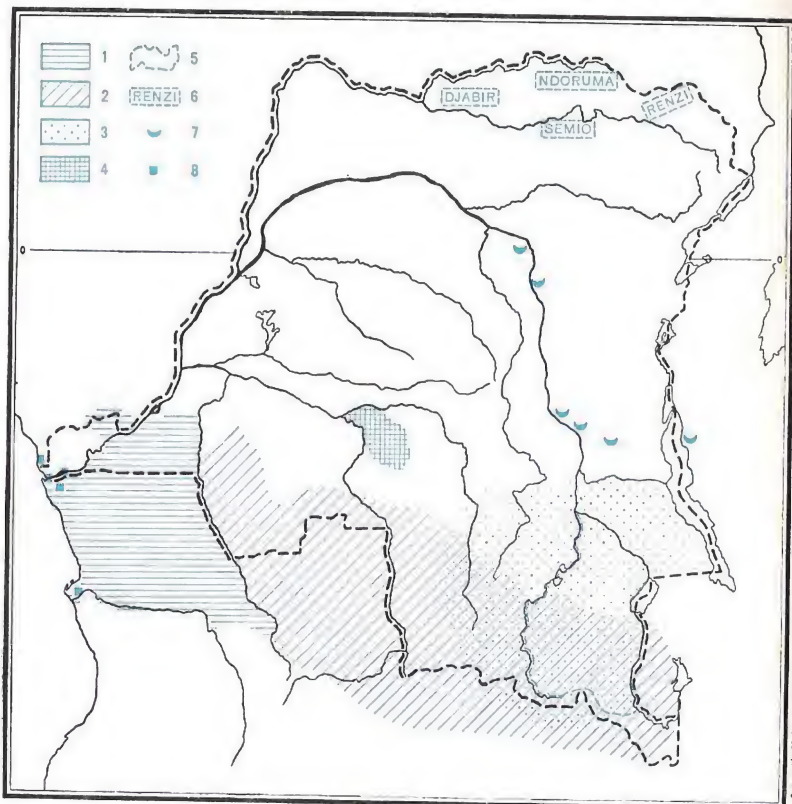 1 5
2 RENZI 6
3 7
4 8
DJABIR
NDORUMA
RENZI
SEMIO
0 0